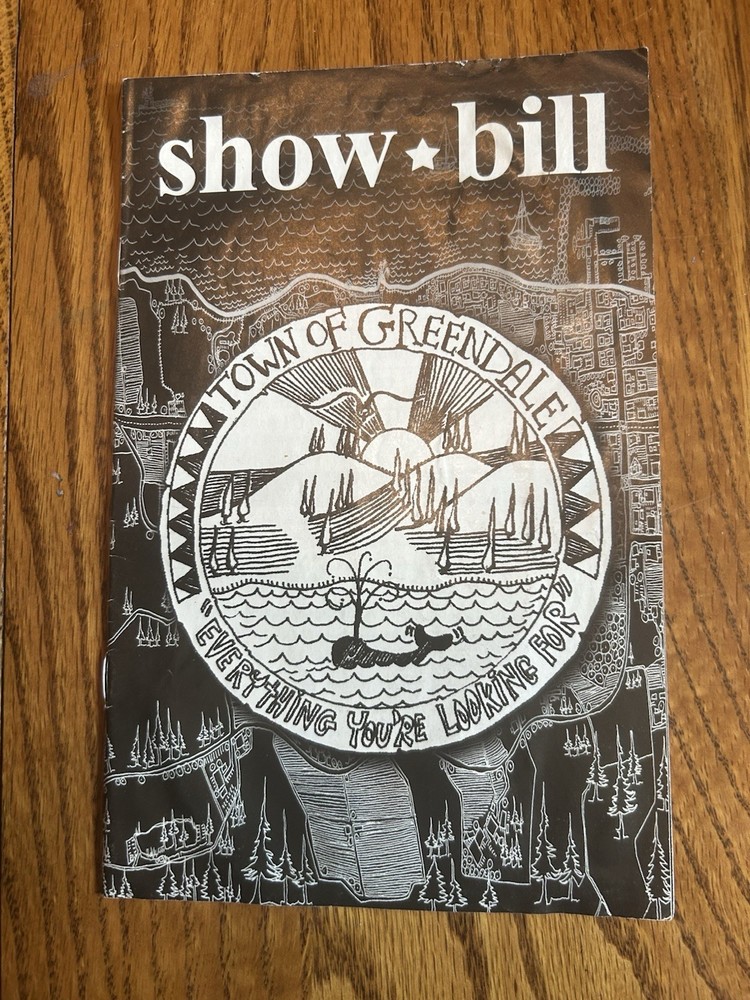 show★bill
TOWN OF GREENDALE
"EVERYTHING YOU'RE LOOKING FOR"